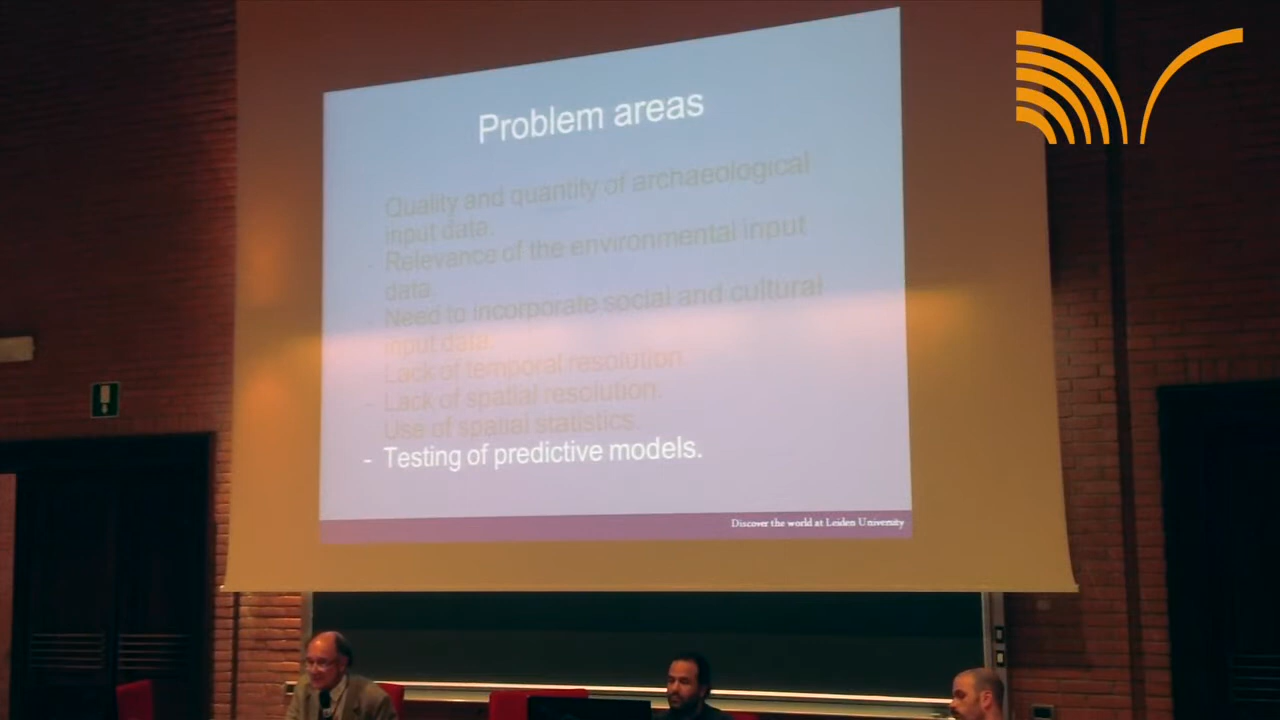 Problem areas
Quality and quantity of archaeological
input data.
- Relevance of the environmental input
data.
Need to incorporate social and cultural
input data.
Lack of temporal resolution.
- Lack of spatial resolution.
Use of spatial statistics.
- Testing of predictive models.
Discover the world at Leiden University